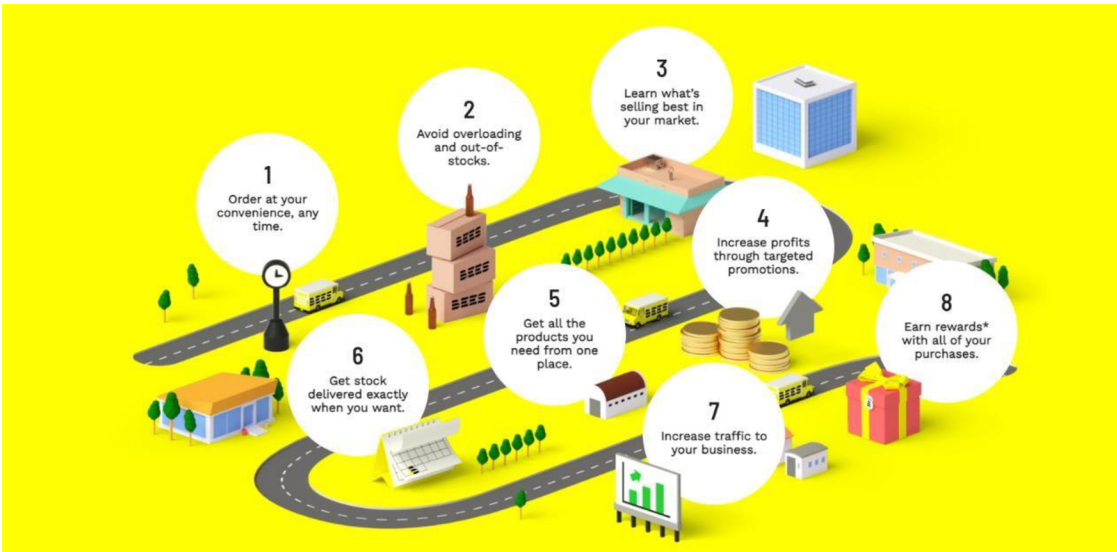 1
Order at your
convenience, any
time.
2
Avoid overloading
and out-of-
stocks.
3
Learn what's
selling best in
your market.
4
Increase profits
through targeted
promotions.
5
Get all the
products you
need from one
place.
6
Get stock
delivered exactly
when you want.
7
Increase traffic to
your business.
8
Earn rewards*
with all of your
purchases.